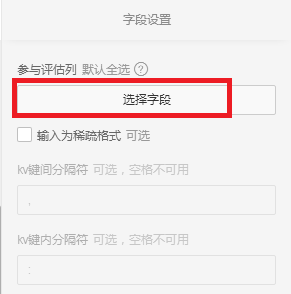 字段设置
参与评估列 默认全选 ?
选择字段
输入为稀疏格式 可选
kv键间分隔符 可选，空格不可用
,
kv键内分隔符 可选，空格不可用
: